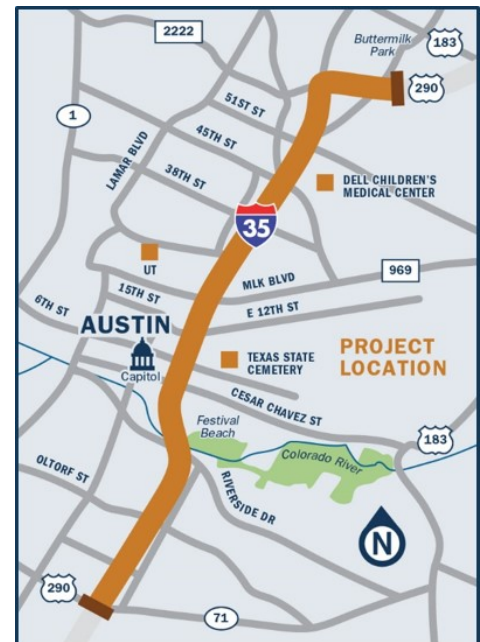 2222
Buttermilk
Park
183
290
1
51ST ST
45TH ST
LAMAR BLVD
38TH ST
DELL CHILDREN'S
MEDICAL CENTER
35
UT
MLK BLVD
969
15TH ST
E 12TH ST
6TH ST
AUSTIN
Capitol
TEXAS STATE
CEMETERY
PROJECT
LOCATION
CESAR CHAVEZ ST
Festival
Beach
Colorado River
183
OLTORF ST
RIVERSIDE DR
N
290
71